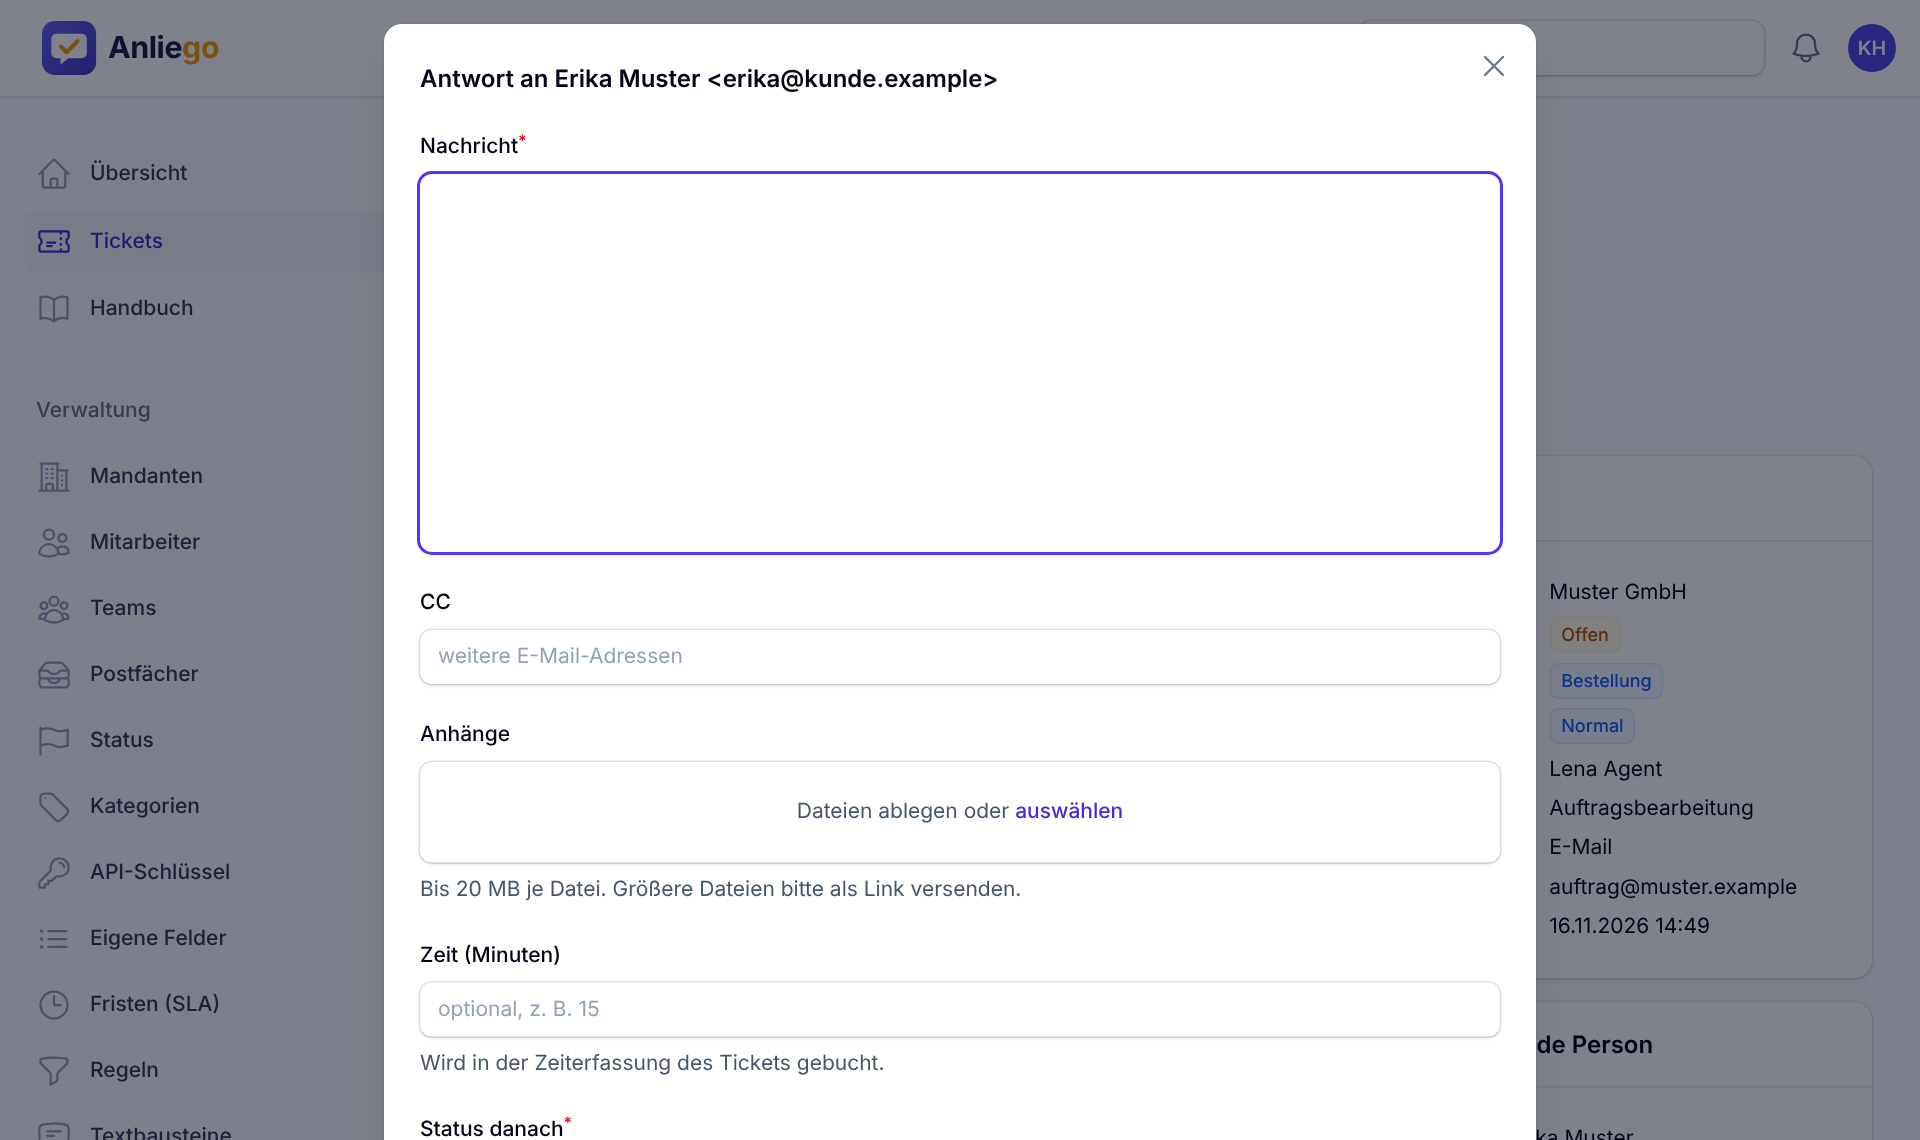 Anliego
KH
Übersicht
Tickets
Handbuch
Verwaltung
Mandanten
Mitarbeiter
Teams
Postfächer
Status
Kategorien
API-Schlüssel
Eigene Felder
Fristen (SLA)
Regeln
Textbausteine
Antwort an Erika Muster <erika@kunde.example>
Nachricht*
CC
weitere E-Mail-Adressen
Anhänge
Dateien ablegen oder auswählen
Bis 20 MB je Datei. Größere Dateien bitte als Link versenden.
Zeit (Minuten)
optional, z. B. 15
Wird in der Zeiterfassung des Tickets gebucht.
Status danach*
Muster GmbH
Offen
Bestellung
Normal
Lena Agent
Auftragsbearbeitung
E-Mail
auftrag@muster.example
16.11.2026 14:49
de Person
ka Muster